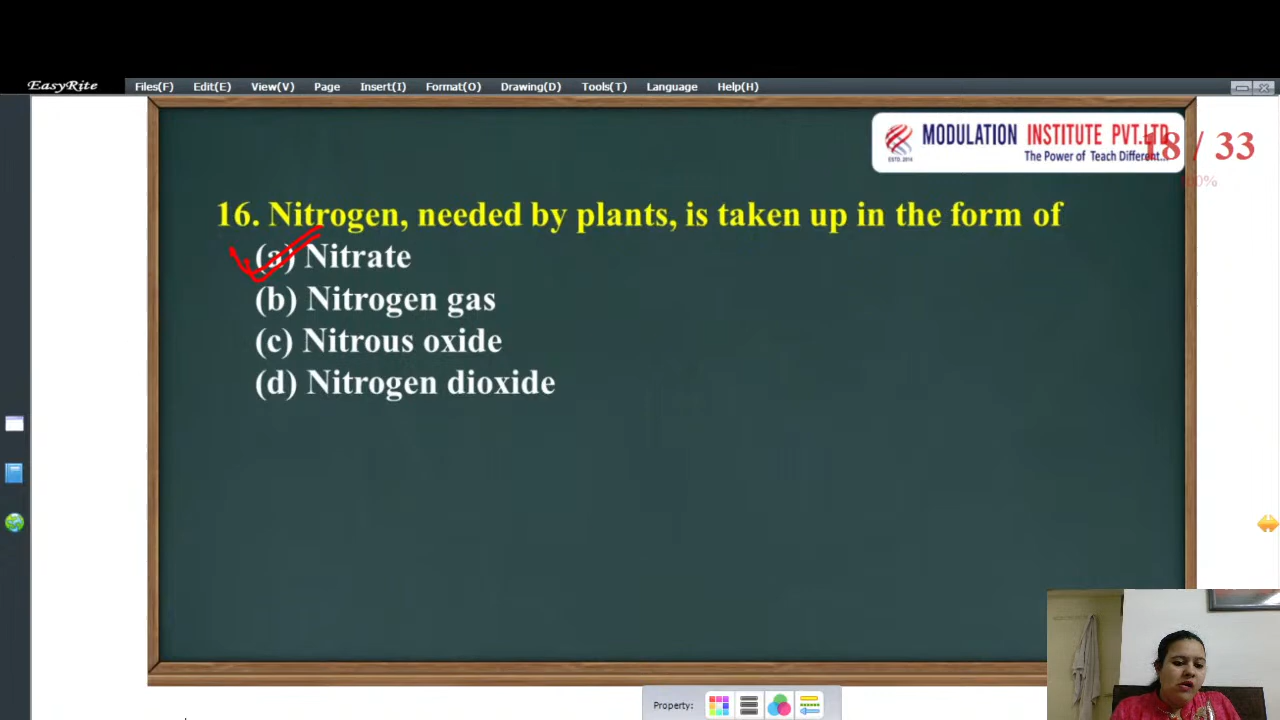 EasyRite Files(F) Edit(E) View(V) Page Insert(I) Format(O) Drawing(D) Tools(T) Language Help(H)
MODULATION INSTITUTE PVT.LTD
18 / 33
ESTD. 2014
The Power of Teach Different...
16. Nitrogen, needed by plants, is taken up in the form of
(a) Nitrate
(b) Nitrogen gas
(c) Nitrous oxide
(d) Nitrogen dioxide
Property: